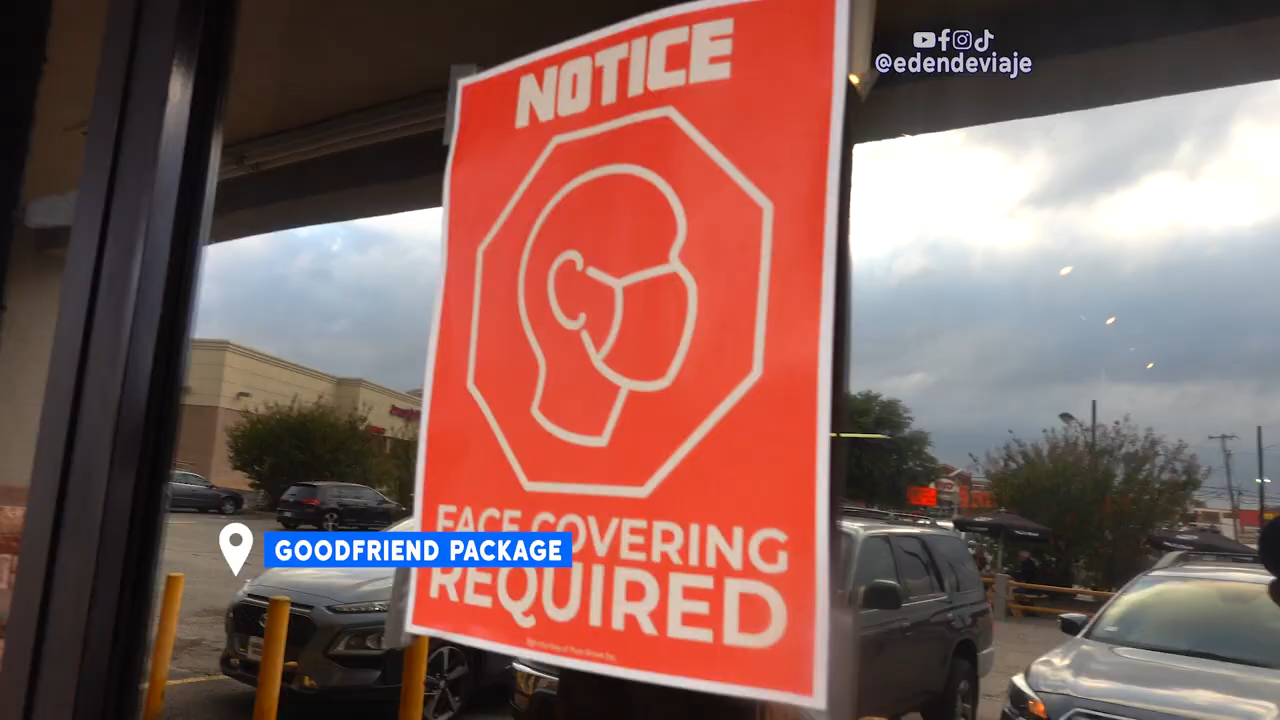 @edendeviaje
NOTICE
FACE COVERING
GOODFRIEND PACKAGE
REQUIRED